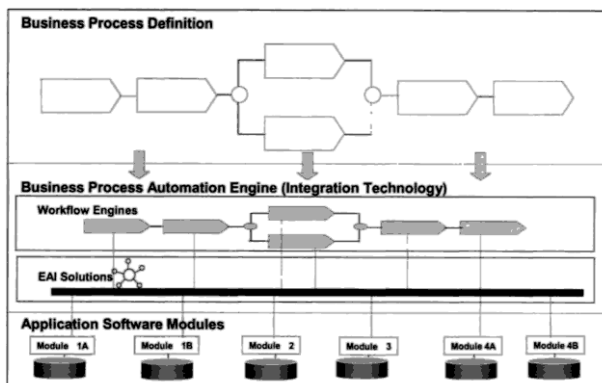 Business Process Definition
Business Process Automation Engine (Integration Technology)
Workflow Engines
EAI Solutions
Application Software Modules
Module 1A
Module 1B
Module 2
Module 3
Module 4A
Module 4B